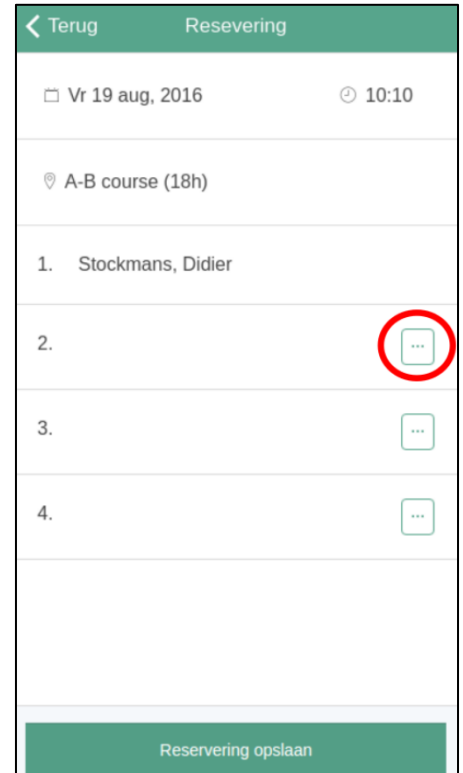 Terug Resevering
Vr 19 aug, 2016 10:10
A-B course (18h)
1. Stockmans, Didier
2. ...
3. ...
4. ...
Reservering opslaan